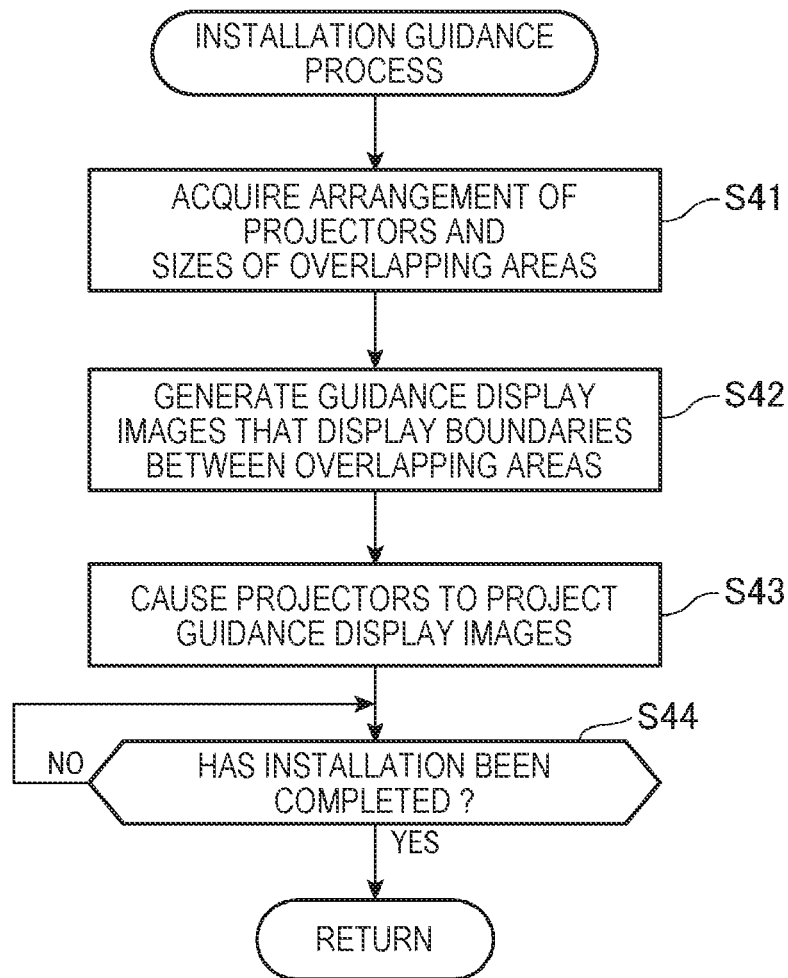 INSTALLATION GUIDANCE
PROCESS
ACQUIRE ARRANGEMENT OF
PROJECTORS AND
SIZES OF OVERLAPPING AREAS
S41
GENERATE GUIDANCE DISPLAY
IMAGES THAT DISPLAY BOUNDARIES
BETWEEN OVERLAPPING AREAS
S42
CAUSE PROJECTORS TO PROJECT
GUIDANCE DISPLAY IMAGES
S43
S44
NO
HAS INSTALLATION BEEN
COMPLETED ?
YES
RETURN